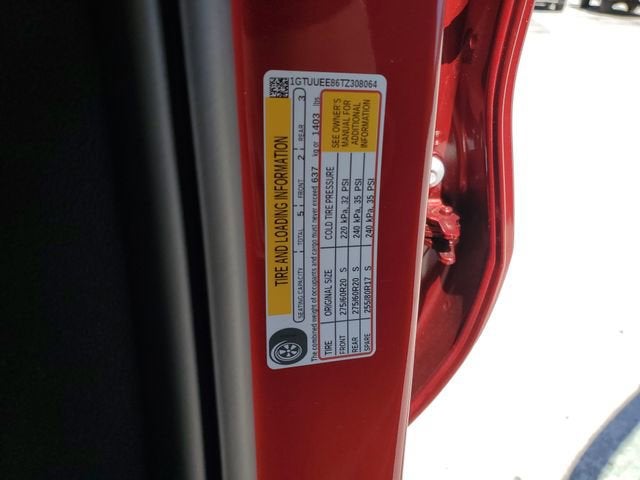 1GTUUEE86TZ308064
TIRE AND LOADING INFORMATION
SEATING CAPACITY TOTAL 5 FRONT 2 REAR 3
The combined weight of occupants and cargo must never exceed 637 kg or 1403 lbs
TIRE ORIGINAL SIZE COLD TIRE PRESSURE
FRONT 275/60R20 S 220 kPa, 32 PSI
REAR 275/60R20 S 240 kPa, 35 PSI
SPARE 255/80R17 S 240 kPa, 35 PSI
SEE OWNER'S
MANUAL FOR
ADDITIONAL
INFORMATION